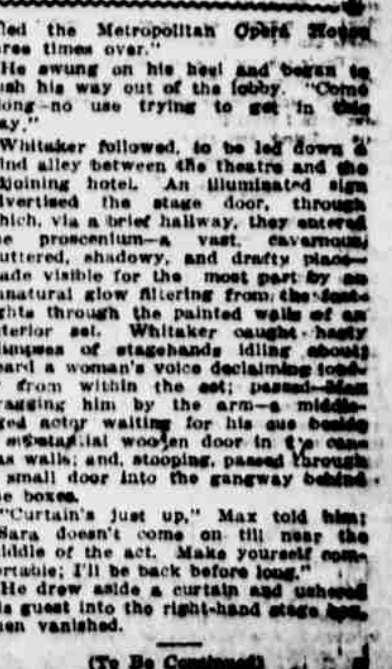 led the Metropolitan Opera House
ree times over."
He swung on his heel and began to
ush his way out of the lobby. "Come
long—no use trying to get in this
ay."
Whitaker followed, to be led down a
lind alley between the theatre and the
djoining hotel. An illuminated sign
dvertised the stage door, through
hich, via a brief hallway, they entered
he proscenium—a vast, cavernous,
uttered, shadowy, and drafty place—
ade visible for the most part by an
nnatural glow filtering from the foot-
ghts through the painted walls of an
terior set. Whitaker caught hasty
limpses of stagehands idling about;
eard a woman's voice declaiming
from within the set; passed—Max
ragging him by the arm—a middle-
ged actor waiting for his cue beside
wooden door in
as walls; and, stooping, passed through
small door into the gangway behind
he boxes.
"Curtain's just up," Max told him;
Sara doesn't come on till near the
iddle of the act. Make yourself com-
ortable; I'll be back before long."
He drew aside a curtain and ushered
is guest into the right-hand stage box,
hen vanished.
(To Be Continued)